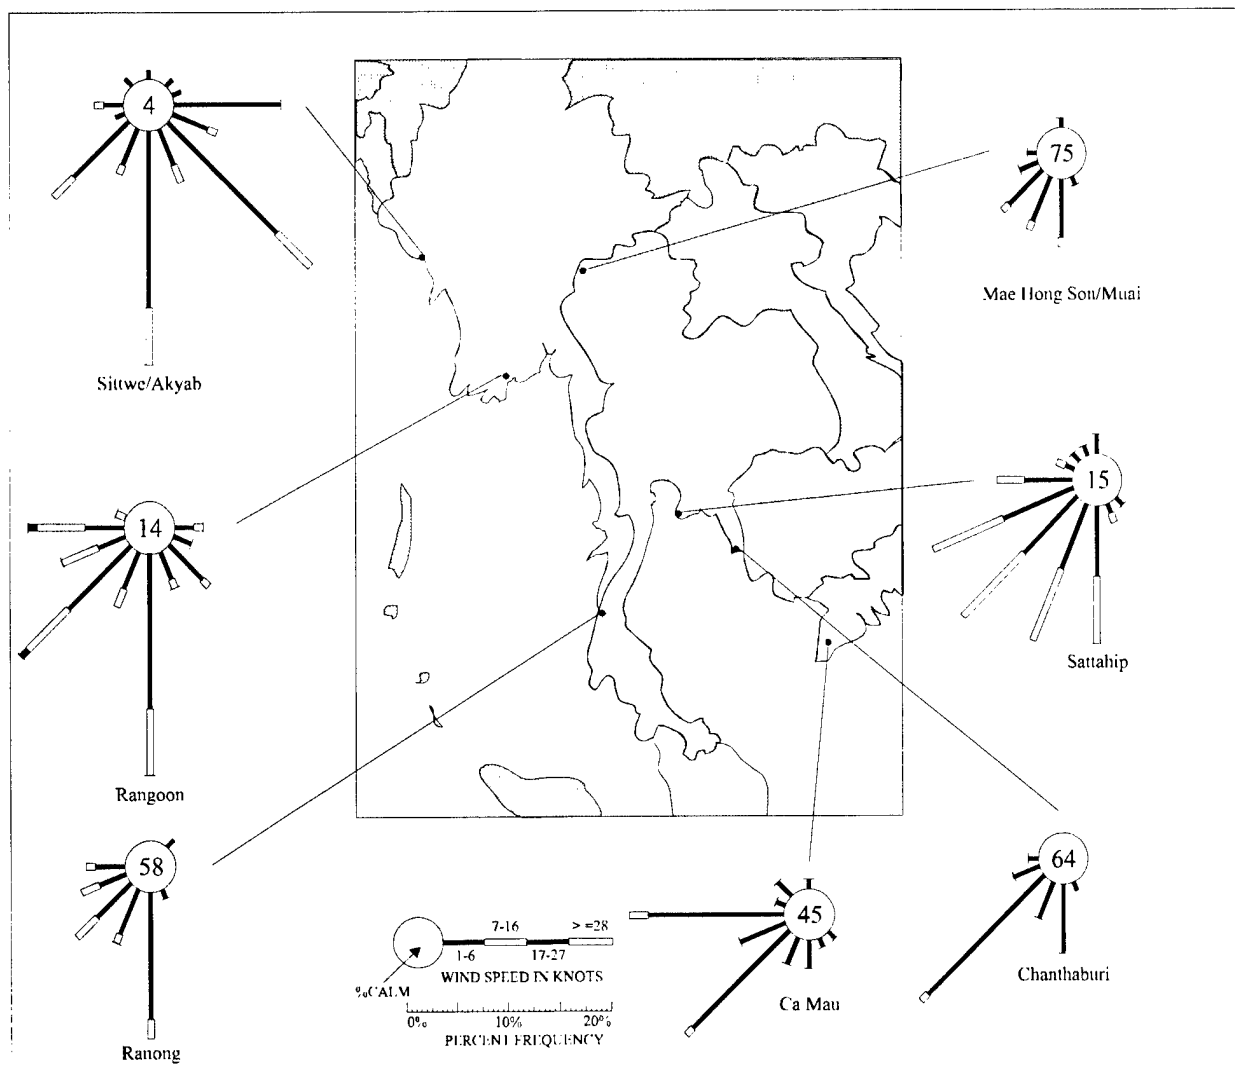 4
75
Mae Hong Son/Muai
Sittwe/Akyab
15
14
Sattahip
Rangoon
58
64
45
7-16
> =28
1-6
17-27
WIND SPEED IN KNOTS
%CALM
Chanthaburi
Ca Mau
0%
10%
20%
PERCENT FREQUENCY
Ranong